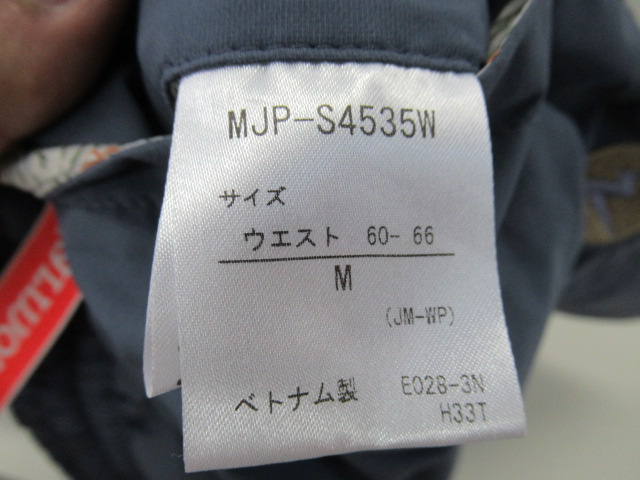 MJP-S4535W
サイズ
ウエスト 60- 66
M
(JM-WP)
ベトナム製 E028-3N
H33T